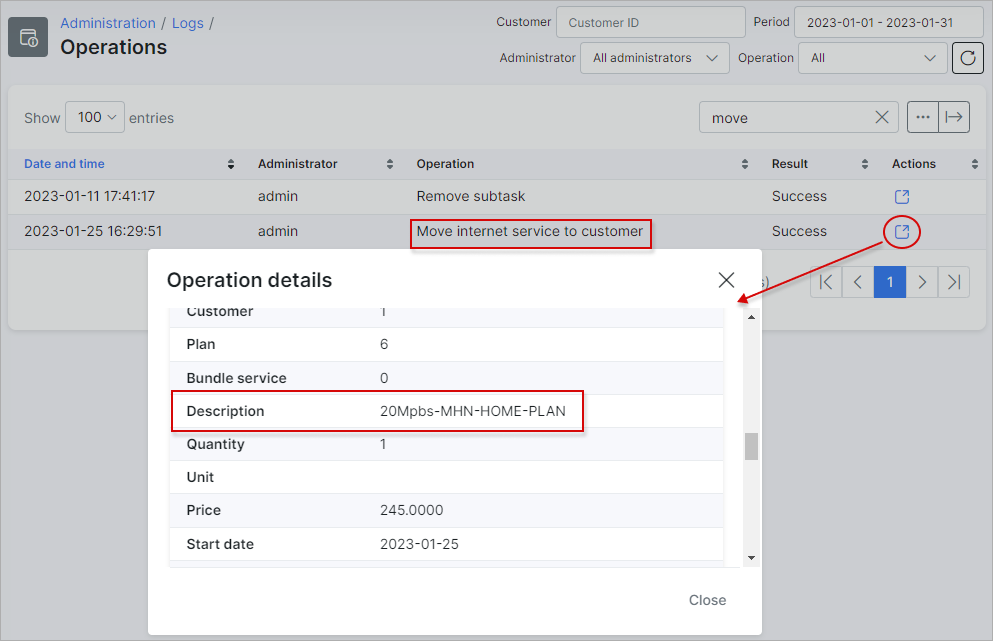 Administration / Logs /
Operations
Customer Customer ID Period 2023-01-01 - 2023-01-31
Administrator All administrators Operation All
Show 100 entries move ...
Date and time Administrator Operation Result Actions
2023-01-11 17:41:17 admin Remove subtask Success
2023-01-25 16:29:51 admin Move internet service to customer Success
Operation details
s) 1
Customer 1
Plan 6
Bundle service 0
Description 20Mpbs-MHN-HOME-PLAN
Quantity 1
Unit
Price 245.0000
Start date 2023-01-25
Close